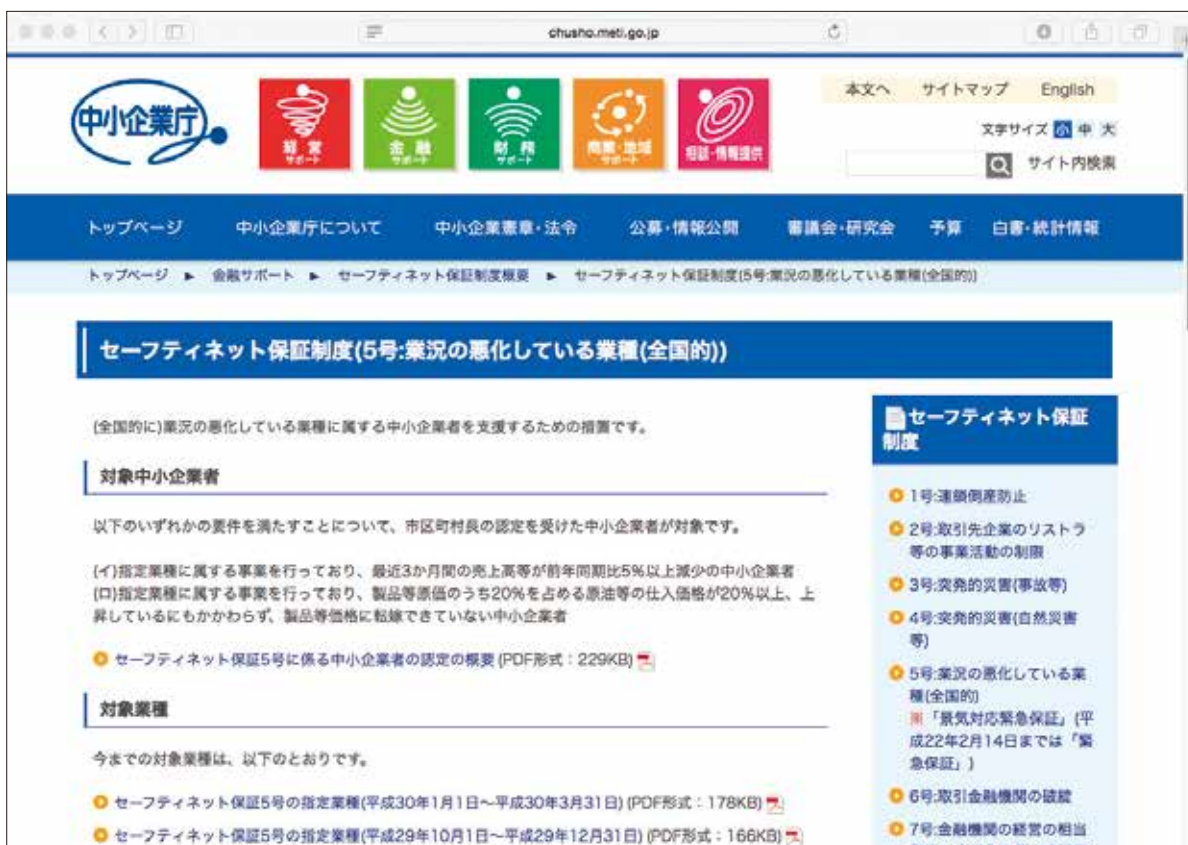 chusho.meti.go.jp
中小企業庁
経営
サポート
金融
サポート
財務
サポート
商業・地域
サポート
相談・情報提供
本文へ サイトマップ English
文字サイズ 小 中 大
サイト内検索
トップページ 中小企業庁について 中小企業憲章・法令 公募・情報公開 審議会・研究会 予算 白書・統計情報
トップページ ▶ 金融サポート ▶ セーフティネット保証制度概要 ▶ セーフティネット保証制度(5号:業況の悪化している業種(全国的))
セーフティネット保証制度(5号:業況の悪化している業種(全国的))
(全国的に)業況の悪化している業種に属する中小企業者を支援するための措置です。
対象中小企業者
以下のいずれかの要件を満たすことについて、市区町村長の認定を受けた中小企業者が対象です。
(イ)指定業種に属する事業を行っており、最近3か月間の売上高等が前年同期比5%以上減少の中小企業者
(ロ)指定業種に属する事業を行っており、製品等原価のうち20%を占める原油等の仕入価格が20%以上、上
昇しているにもかかわらず、製品等価格に転嫁できていない中小企業者
セーフティネット保証5号に係る中小企業者の認定の概要 (PDF形式：229KB)
対象業種
今までの対象業種は、以下のとおりです。
セーフティネット保証5号の指定業種(平成30年1月1日～平成30年3月31日) (PDF形式：178KB)
セーフティネット保証5号の指定業種(平成29年10月1日～平成29年12月31日) (PDF形式：166KB)
セーフティネット保証
制度
1号:連鎖倒産防止
2号:取引先企業のリストラ
等の事業活動の制限
3号:突発的災害(事故等)
4号:突発的災害(自然災害
等)
5号:業況の悪化している業
種(全国的)
※「景気対応緊急保証」(平
成22年2月14日までは「緊
急保証」)
6号:取引金融機関の破綻
7号:金融機関の経営の相当